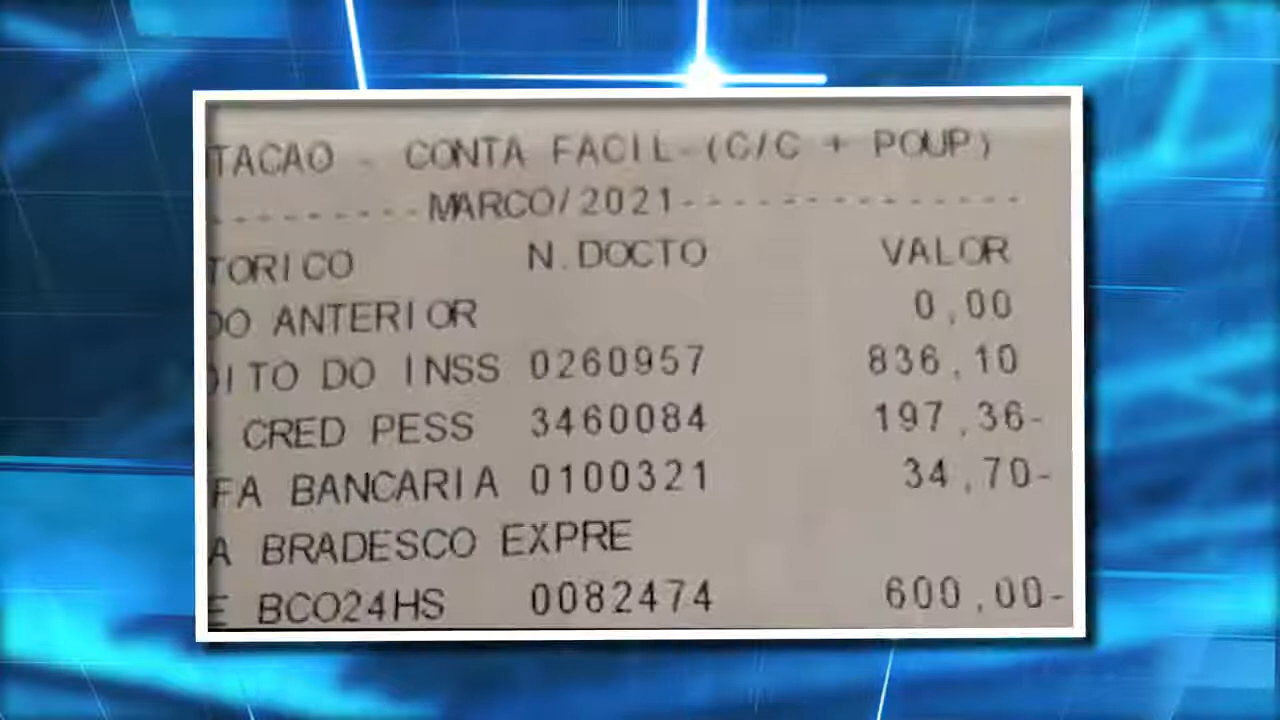 TACAO - CONTA FACIL-(C/C + POUP)
---------MARCO/2021--------------
TORICO N.DOCTO VALOR
DO ANTERIOR 0,00
DITO DO INSS 0260957 836,10
CRED PESS 3460084 197,36-
FA BANCARIA 0100321 34,70-
A BRADESCO EXPRE
E BCO24HS 0082474 600,00-